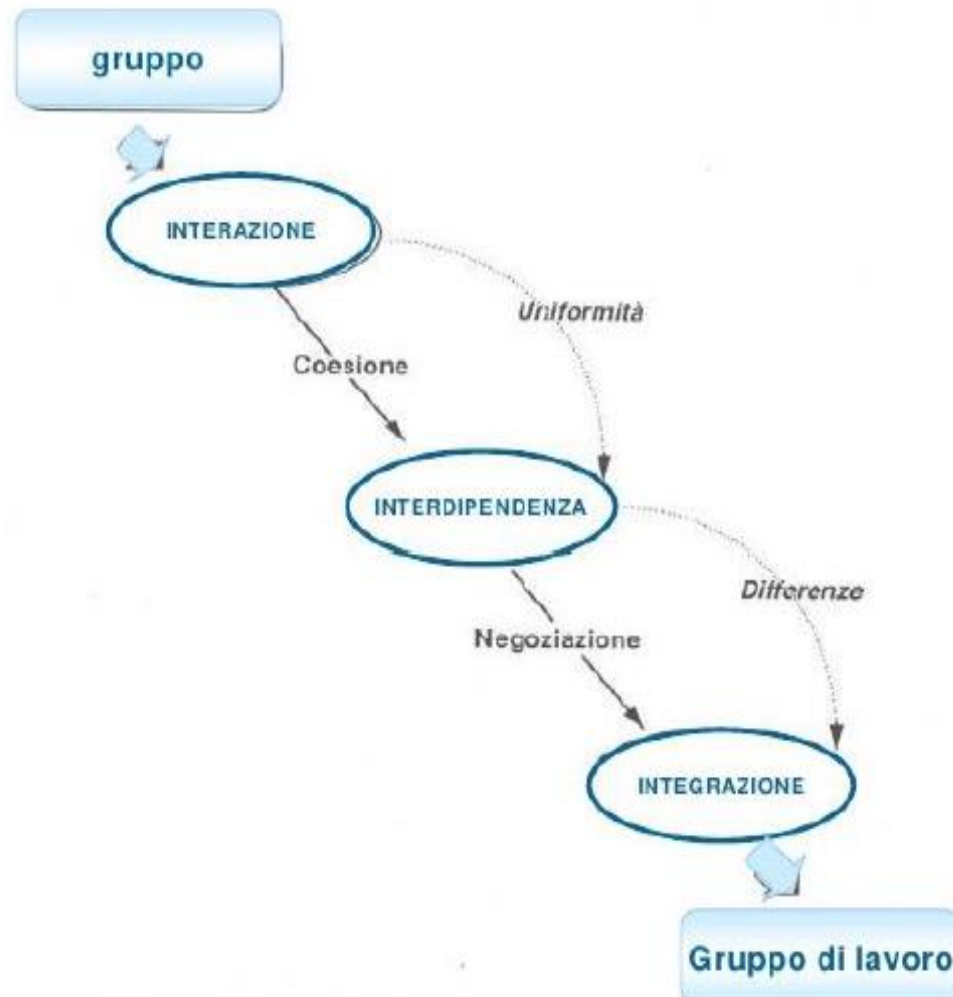 gruppo
INTERAZIONE
Uniformità
Coesione
INTERDIPENDENZA
Differenze
Negoziazione
INTEGRAZIONE
Gruppo di lavoro